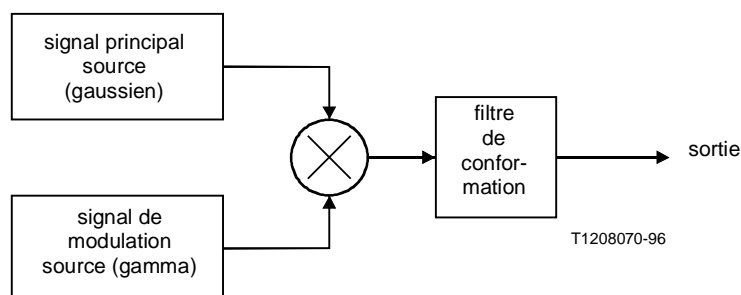 signal principal
source
(gaussien)
signal de
modulation
source (gamma)
filtre
de
confor-
mation
sortie
T1208070-96